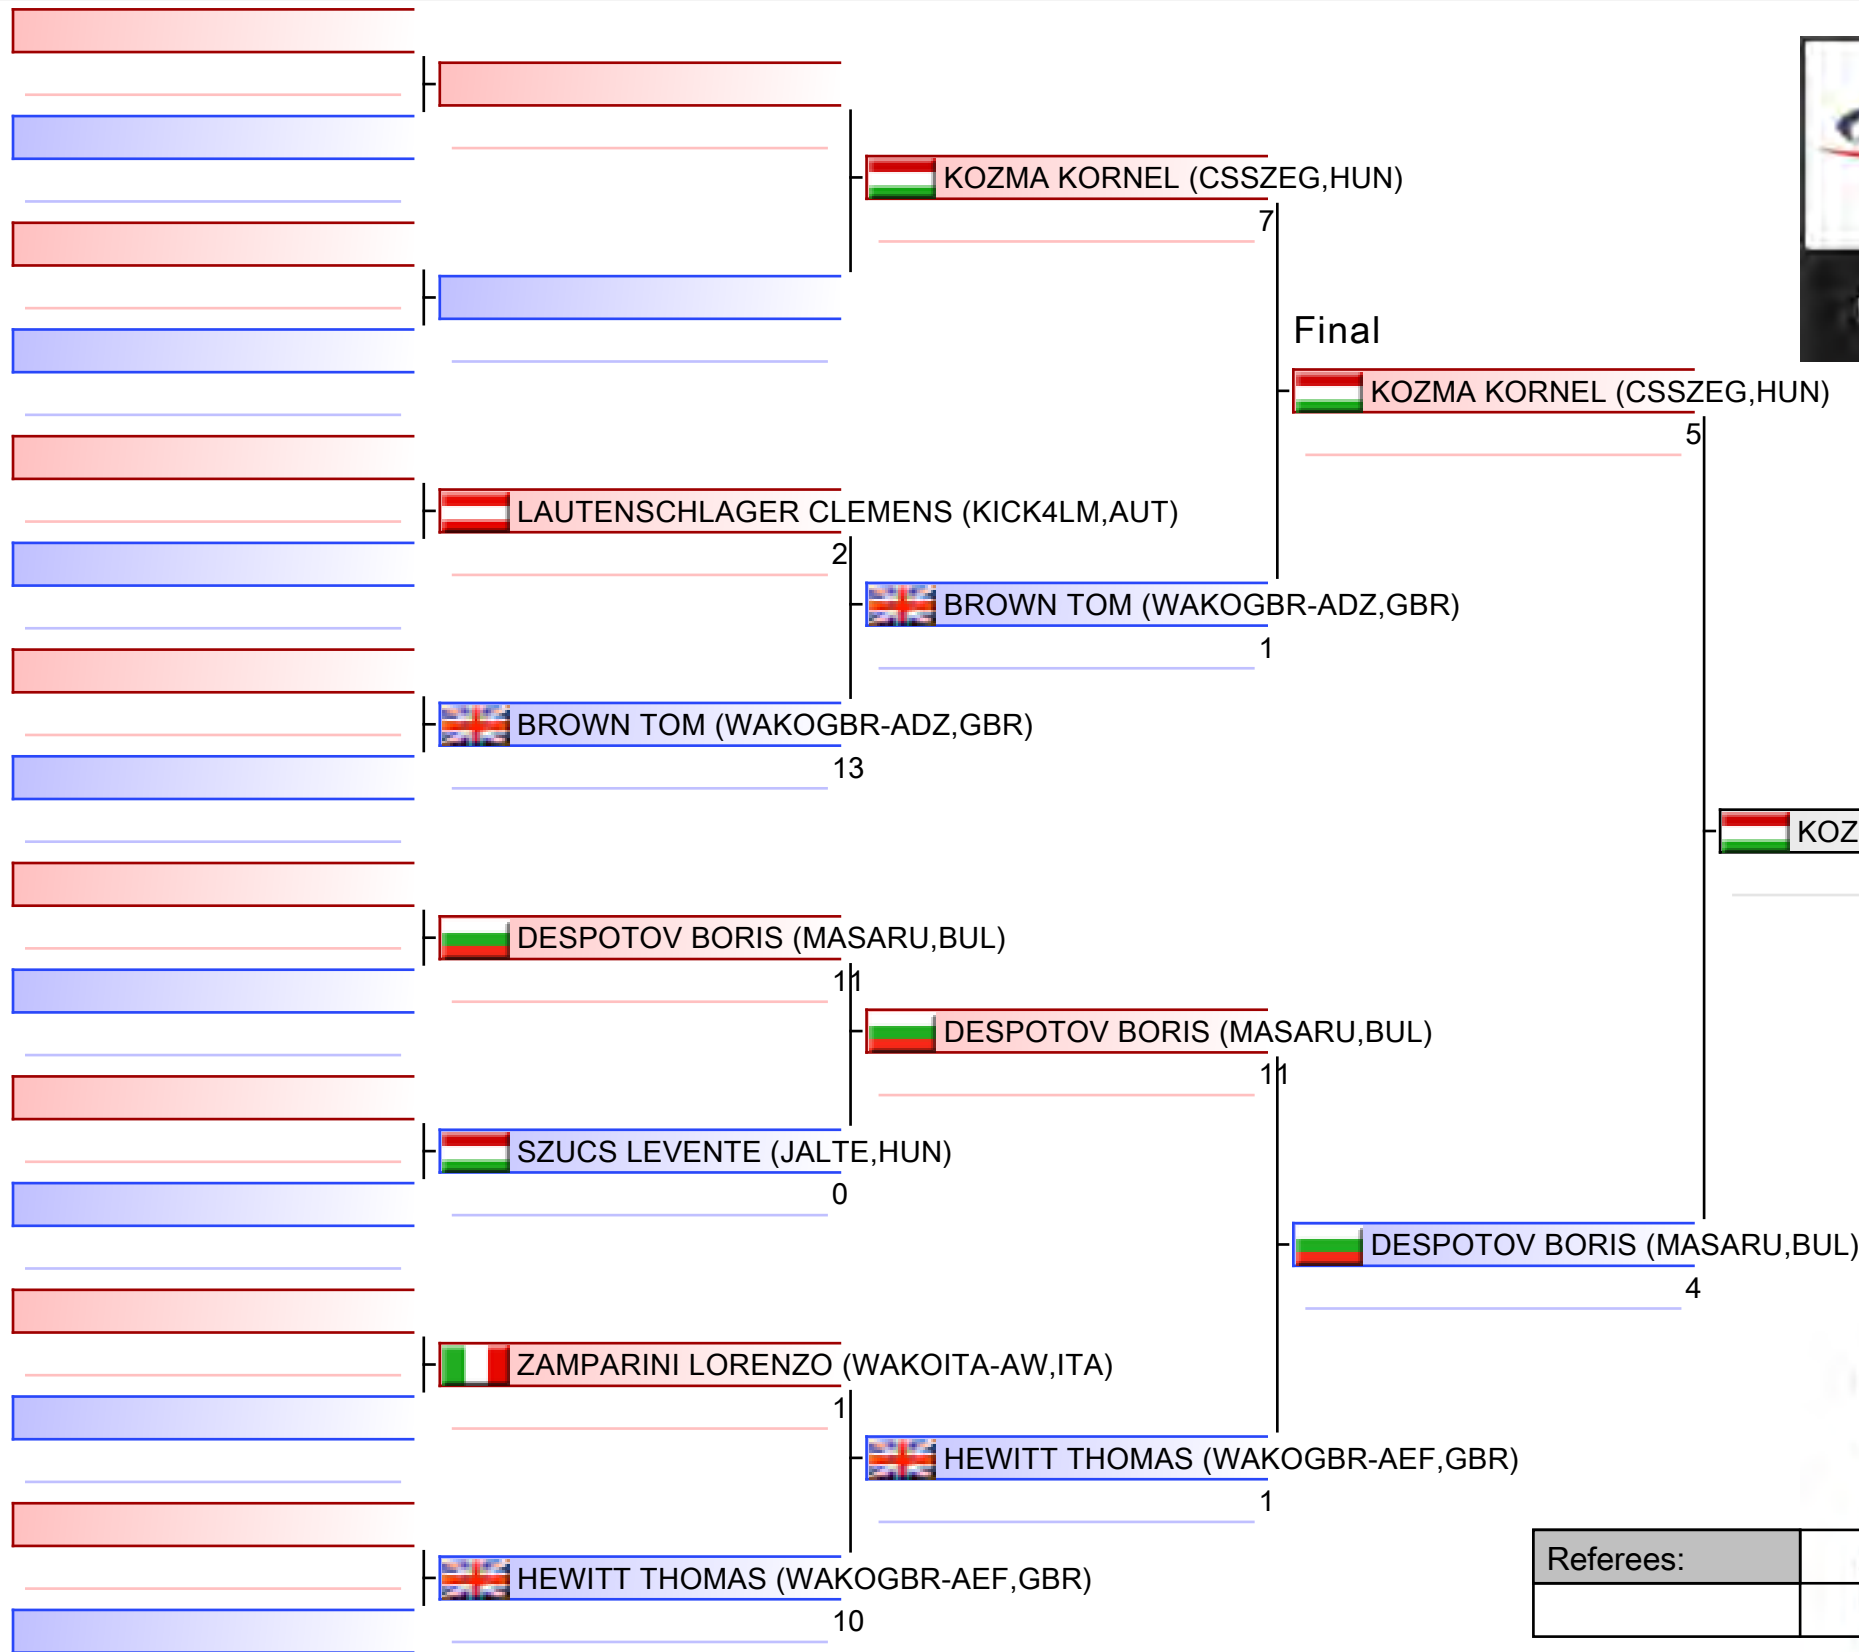 KOZMA KORNEL (CSSZEG,HUN)
7
Final
KOZMA KORNEL (CSSZEG,HUN)
5
LAUTENSCHLAGER CLEMENS (KICK4LM,AUT)
2
BROWN TOM (WAKOGBR-ADZ,GBR)
1
BROWN TOM (WAKOGBR-ADZ,GBR)
13
KOZ
DESPOTOV BORIS (MASARU,BUL)
11
DESPOTOV BORIS (MASARU,BUL)
11
SZUCS LEVENTE (JALTE,HUN)
0
DESPOTOV BORIS (MASARU,BUL)
4
ZAMPARINI LORENZO (WAKOITA-AW,ITA)
1
HEWITT THOMAS (WAKOGBR-AEF,GBR)
1
HEWITT THOMAS (WAKOGBR-AEF,GBR)
10
Referees: